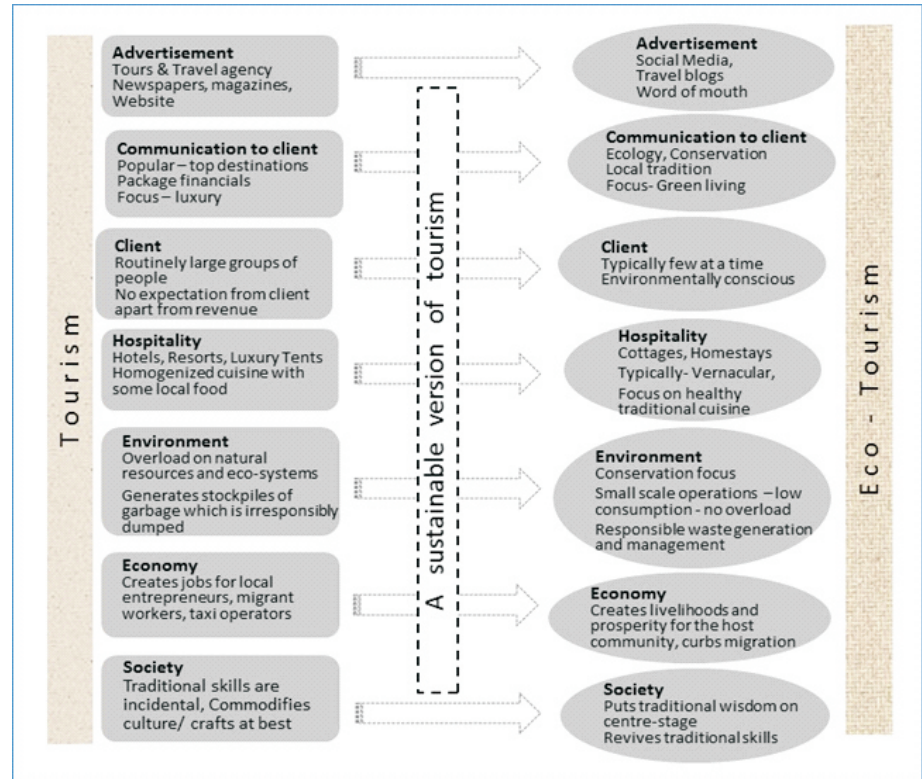 Tourism
Advertisement
Tours & Travel agency
Newspapers, magazines,
Website
Communication to client
Popular – top destinations
Package financials
Focus – luxury
Client
Routinely large groups of
people
No expectation from client
apart from revenue
Hospitality
Hotels, Resorts, Luxury Tents
Homogenized cuisine with
some local food
Environment
Overload on natural
resources and eco-systems
Generates stockpiles of
garbage which is irresponsibly
dumped
Economy
Creates jobs for local
entrepreneurs, migrant
workers, taxi operators
Society
Traditional skills are
incidental, Commodifies
culture/ crafts at best
A sustainable version of tourism
Advertisement
Social Media,
Travel blogs
Word of mouth
Communication to client
Ecology, Conservation
Local tradition
Focus- Green living
Client
Typically few at a time
Environmentally conscious
Hospitality
Cottages, Homestays
Typically- Vernacular,
Focus on healthy
traditional cuisine
Environment
Conservation focus
Small scale operations – low
consumption - no overload
Responsible waste generation
and management
Economy
Creates livelihoods and
prosperity for the host
community, curbs migration
Society
Puts traditional wisdom on
centre-stage
Revives traditional skills
Eco - Tourism